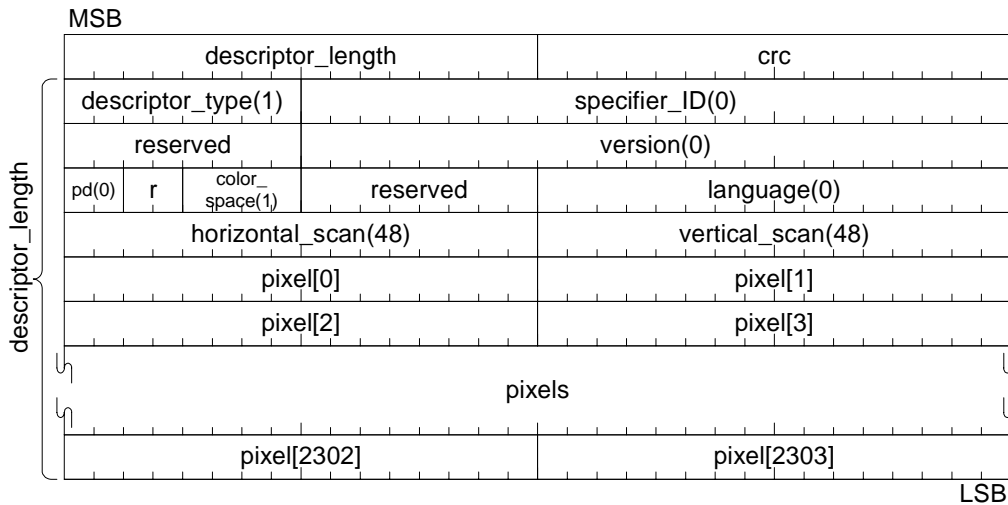 MSB
descriptor_length crc
descriptor_type(1) specifier_ID(0)
reserved version(0)
pd(0) r color_
space(1) reserved language(0)
horizontal_scan(48) vertical_scan(48)
pixel[0] pixel[1]
pixel[2] pixel[3]
pixels
pixel[2302] pixel[2303]
LSB
descriptor_length